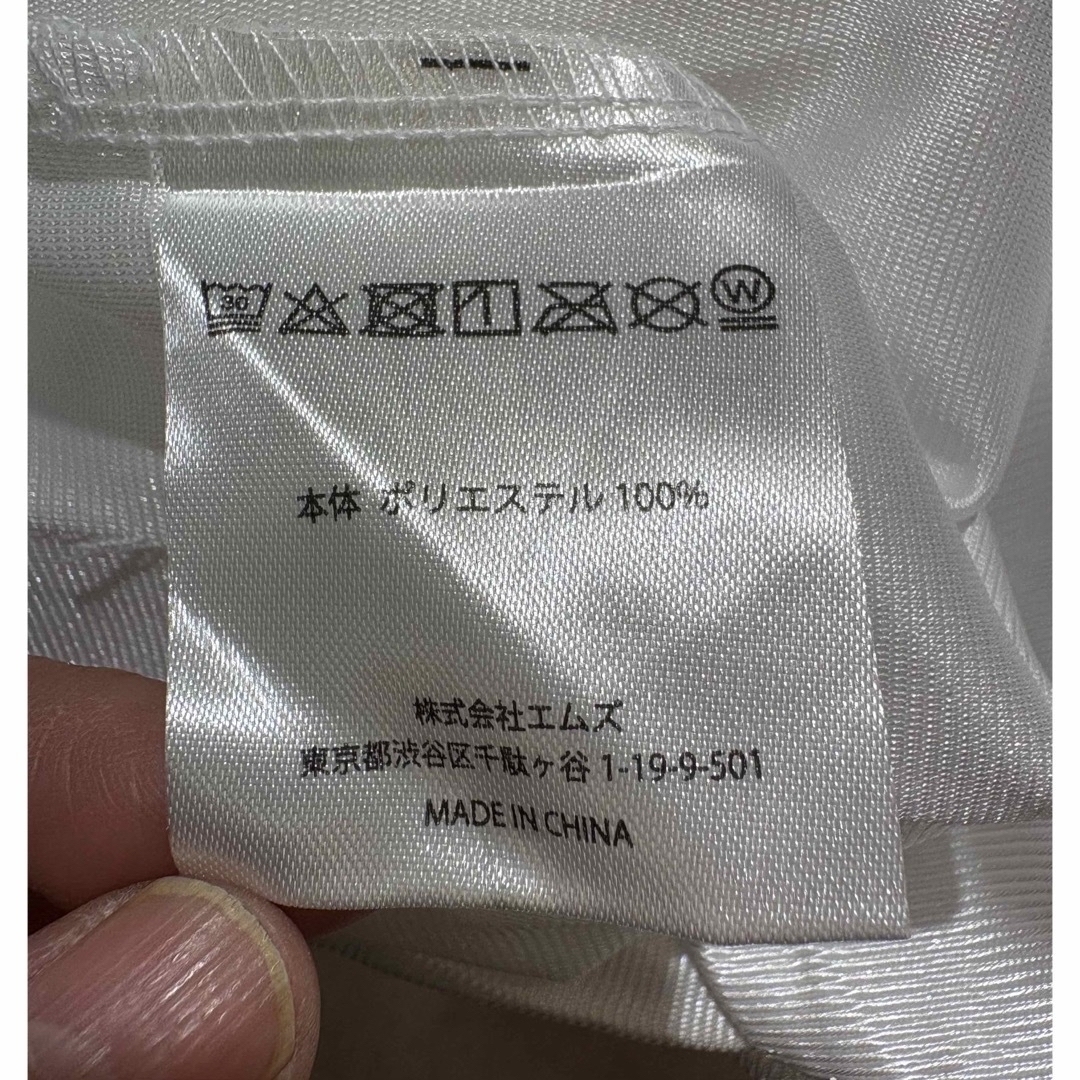 30 W
本体 ポリエステル 100%
株式会社エムズ
東京都渋谷区千駄ヶ谷 1-19-9-501
MADE IN CHINA